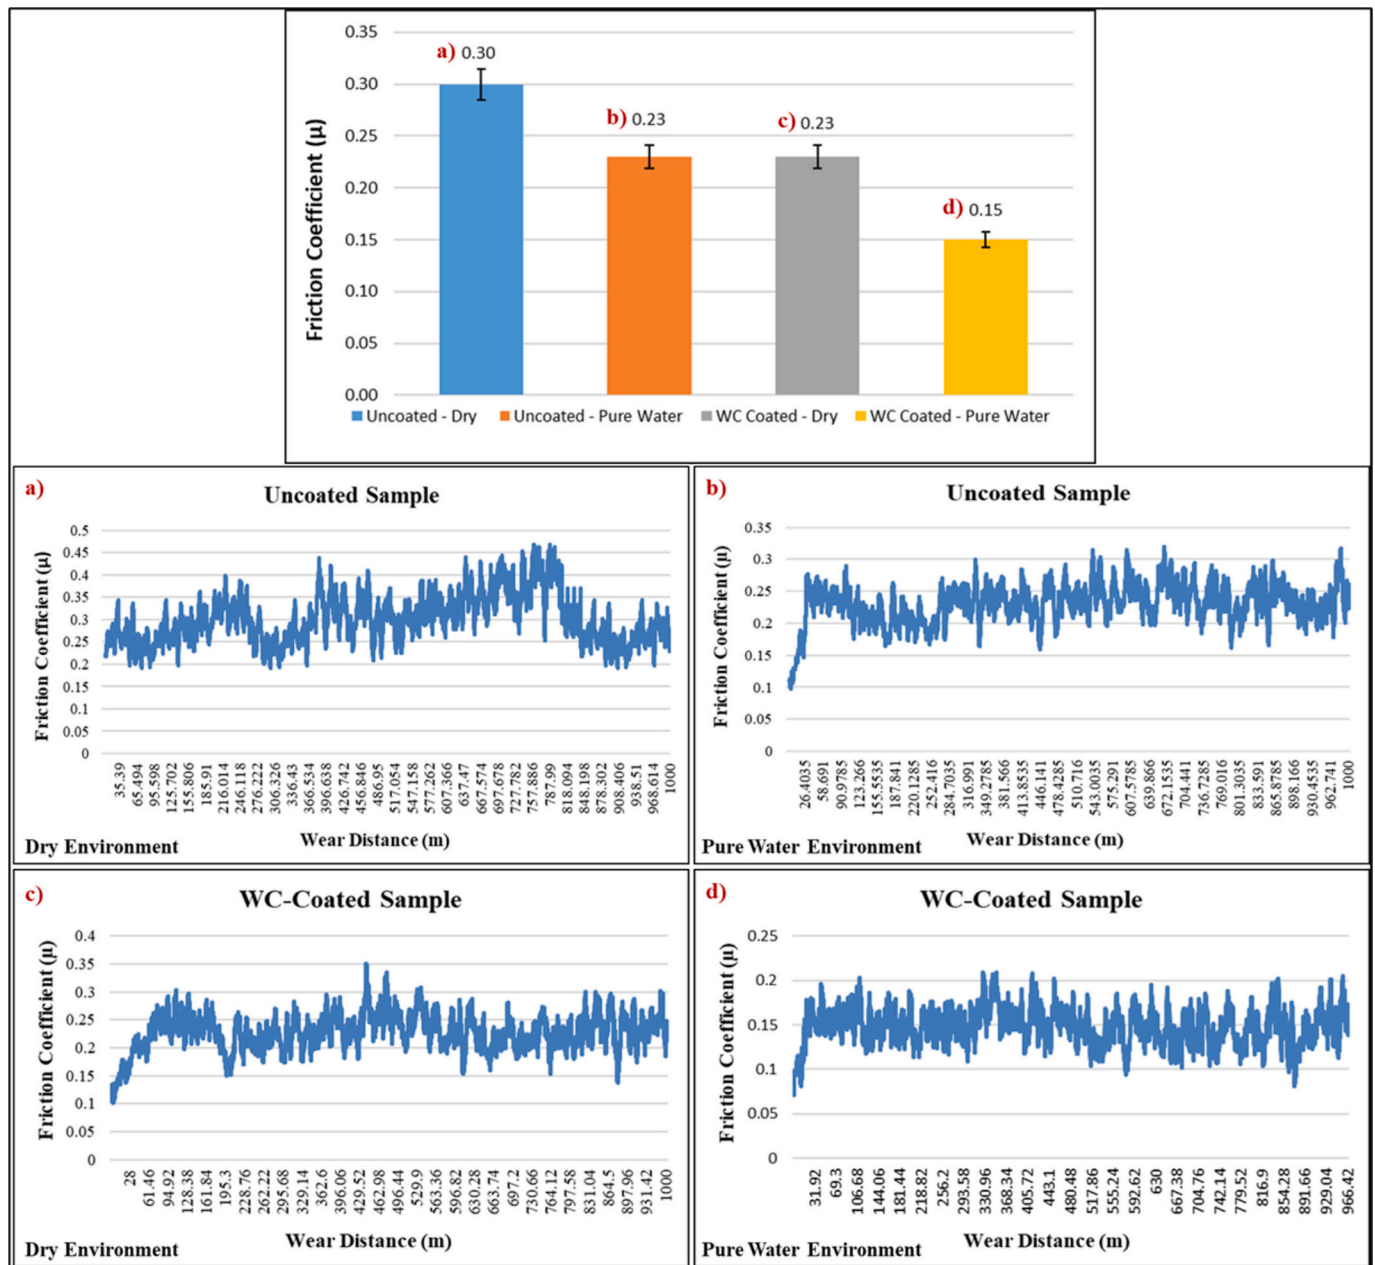 0.35
0.30
0.25
0.20
0.15
0.10
0.05
0.00
Friction Coefficient (μ)
a) 0.30
b) 0.23
c) 0.23
d) 0.15
Uncoated - Dry Uncoated - Pure Water WC Coated - Dry WC Coated - Pure Water
a)
Uncoated Sample
0.5
0.45
0.4
0.35
0.3
0.25
0.2
0.15
0.1
0.05
0
Friction Coefficient (μ)
35.39 65.494 95.598 125.702 155.806 185.91 216.014 246.118 276.222 306.326 336.43 366.534 396.638 426.742 456.846 486.95 517.054 547.158 577.262 607.366 637.47 667.574 697.678 727.782 757.886 787.99 818.094 848.198 878.302 908.406 938.51 968.614 1000
Wear Distance (m)
Dry Environment
b)
Uncoated Sample
0.35
0.3
0.25
0.2
0.15
0.1
0.05
0
Friction Coefficient (μ)
26.4035 58.691 90.9785 123.266 155.5535 187.841 220.1285 252.416 284.7035 316.991 349.2785 381.566 413.8535 446.141 478.4285 510.716 543.0035 575.291 607.5785 639.866 672.1535 704.441 736.7285 769.016 801.3035 833.591 865.8785 898.166 930.4535 962.741 1000
Wear Distance (m)
Pure Water Environment
c)
WC-Coated Sample
0.4
0.35
0.3
0.25
0.2
0.15
0.1
0.05
0
Friction Coefficient (μ)
28 61.46 94.92 128.38 161.84 195.3 228.76 262.22 295.68 329.14 362.6 396.06 429.52 462.98 496.44 529.9 563.36 596.82 630.28 663.74 697.2 730.66 764.12 797.58 831.04 864.5 897.96 931.42 1000
Wear Distance (m)
Dry Environment
d)
WC-Coated Sample
0.25
0.2
0.15
0.1
0.05
0
Friction Coefficient (μ)
31.92 69.3 106.68 144.06 181.44 218.82 256.2 293.58 330.96 368.34 405.72 443.1 480.48 517.86 555.24 592.62 630 667.38 704.76 742.14 779.52 816.9 854.28 891.66 929.04 966.42
Wear Distance (m)
Pure Water Environment